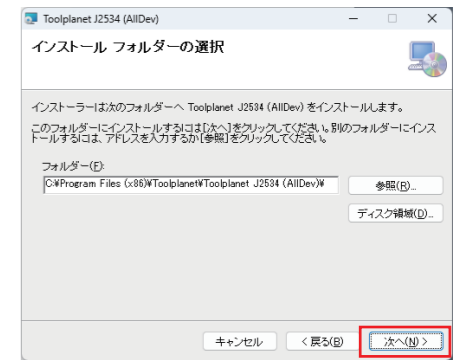 Toolplanet J2534 (AllDev)
インストール フォルダーの選択
インストーラーは次のフォルダーへ Toolplanet J2534 (AllDev) をインストールします。
このフォルダーにインストールするには[次へ]をクリックしてください。別のフォルダーにインス
トールするには、アドレスを入力するか[参照]をクリックしてください。
フォルダー(F):
C:¥Program Files (x86)¥Toolplanet¥Toolplanet J2534 (AllDev)¥
参照(R)...
ディスク領域(D)...
キャンセル
< 戻る(B)
次へ(N) >